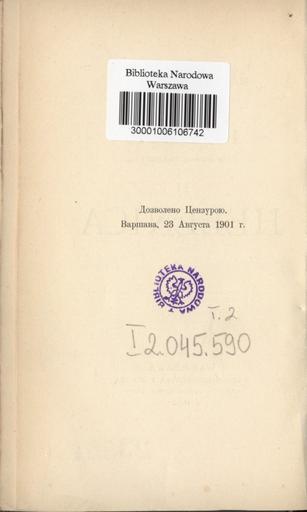 Biblioteka Narodowa
Warszawa
30001006106742
Дозволено Цензурою.
Варшава, 23 Августа 1901 г.
BIBLIOTEKA NARODOWA
T. 2
I 2.045.590